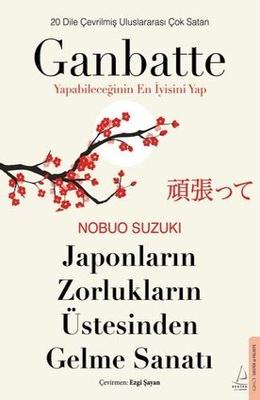 20 Dile Çevrilmiş Uluslararası Çok Satan
Ganbatte
Yapabileceğinin En İyisini Yap
頑張って
NOBUO SUZUKI
Japonların
Zorlukların
Üstesinden
Gelme Sanatı
Çevirmen: Ezgi Şayan